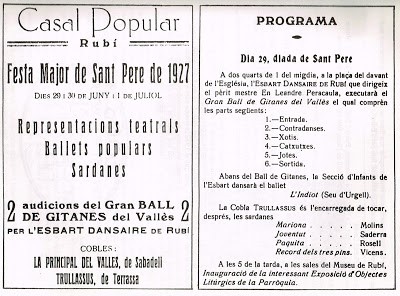 Casal Popular
Rubí
Festa Major de Sant Pere de 1927
DIES 29 i 30 de JUNY i 1 de JULIOL
Representacions teatrals
Ballets populars
Sardanes
2 audicions del Gran BALL 2
DE GITANES del Vallès
PER L'ESBART DANSAIRE DE Rubí
COBLES:
LA PRINCIPAL DEL VALLES, de Sabadell
TRULLASSUS, de Terrassa
PROGRAMA
Dia 29, diada de Sant Pere
A dos quarts de 1 del migdia, a la plaça del davant
de l'Església, l'ESBART DANSAIRE DE RUBÍ que dirigeix
el pèrit mestre En Leandre Peracaula, executarà el
Gran Ball de Gitanes del Vallès el qual comprèn
les parts següents:
1.—Entrada.
2.—Contradanses.
3.—Xotis.
4.—Catxutxes.
5.—Jotes.
6.—Sortida.
Abans del Ball de Gitanes, la Secció d'Infants de
l'Esbart dansarà el ballet
L'Indiot (Seu d'Urgell).
La Cobla TRULLASSUS és l'encarregada de tocar,
després, les sardanes
Mariona . . . . . Molins
Joventut . . . . . Saderra
Paquita . . . . . Rosell
Record dels tres pins. Vicens.
A les 5 de la tarda, a les sales del Museu de Rubí,
Inauguració de la interessant Exposició d'Objectes
Litúrgics de la Parròquia.